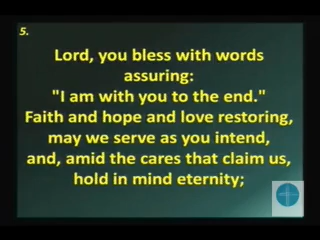 5.
Lord, you bless with words
assuring:
"I am with you to the end."
Faith and hope and love restoring,
may we serve as you intend,
and, amid the cares that claim us,
hold in mind eternity;